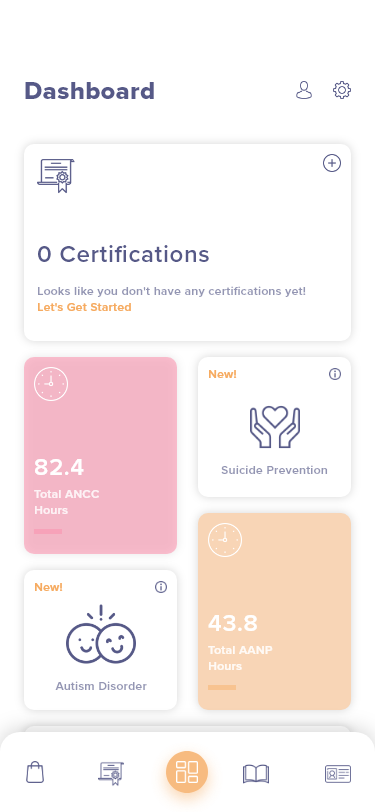 Dashboard
0 Certifications
Looks like you don't have any certifications yet!
Let's Get Started
82.4
Total ANCC
Hours
New!
Suicide Prevention
New!
Autism Disorder
43.8
Total AANP
Hours